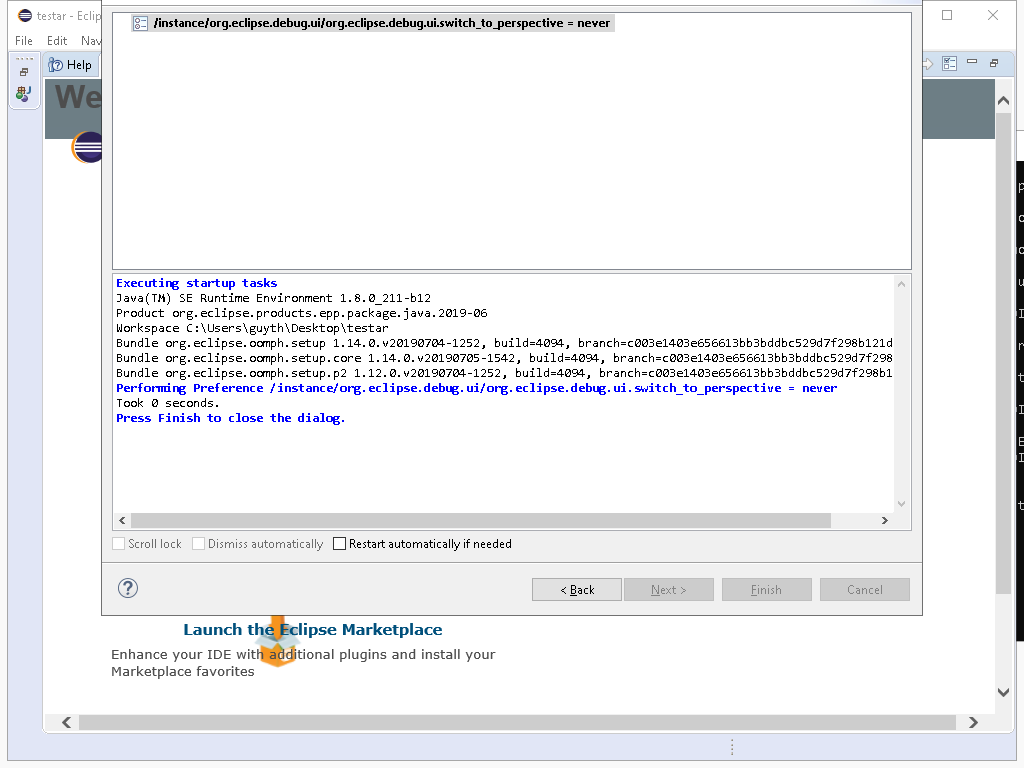 testar - Eclip
/instance/org.eclipse.debug.ui/org.eclipse.debug.ui.switch_to_perspective = never
File Edit Nav
Help
We
Executing startup tasks
Java(TM) SE Runtime Environment 1.8.0_211-b12
Product org.eclipse.products.epp.package.java.2019-06
Workspace C:\Users\guyth\Desktop\testar
Bundle org.eclipse.oomph.setup 1.14.0.v20190704-1252, build=4094, branch=c003e1403e656613bb3bddbc529d7f298b121d
Bundle org.eclipse.oomph.setup.core 1.14.0.v20190705-1542, build=4094, branch=c003e1403e656613bb3bddbc529d7f298
Bundle org.eclipse.oomph.setup.p2 1.12.0.v20190704-1252, build=4094, branch=c003e1403e656613bb3bddbc529d7f298b1
Performing Preference /instance/org.eclipse.debug.ui/org.eclipse.debug.ui.switch_to_perspective = never
Took 0 seconds.
Press Finish to close the dialog.
Scroll lock Dismiss automatically Restart automatically if needed
? < Back Next > Finish Cancel
Launch the Eclipse Marketplace
Enhance your IDE with additional plugins and install your
Marketplace favorites